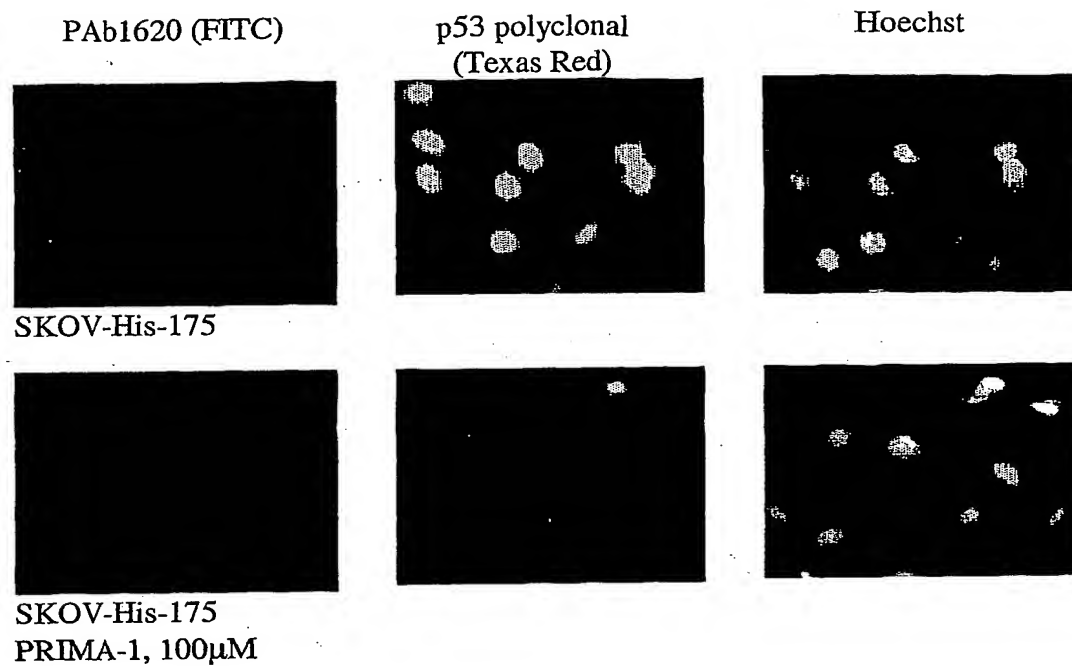 PAb1620 (FITC)
p53 polyclonal
(Texas Red)
Hoechst
SKOV-His-175
SKOV-His-175
PRIMA-1, 100μM